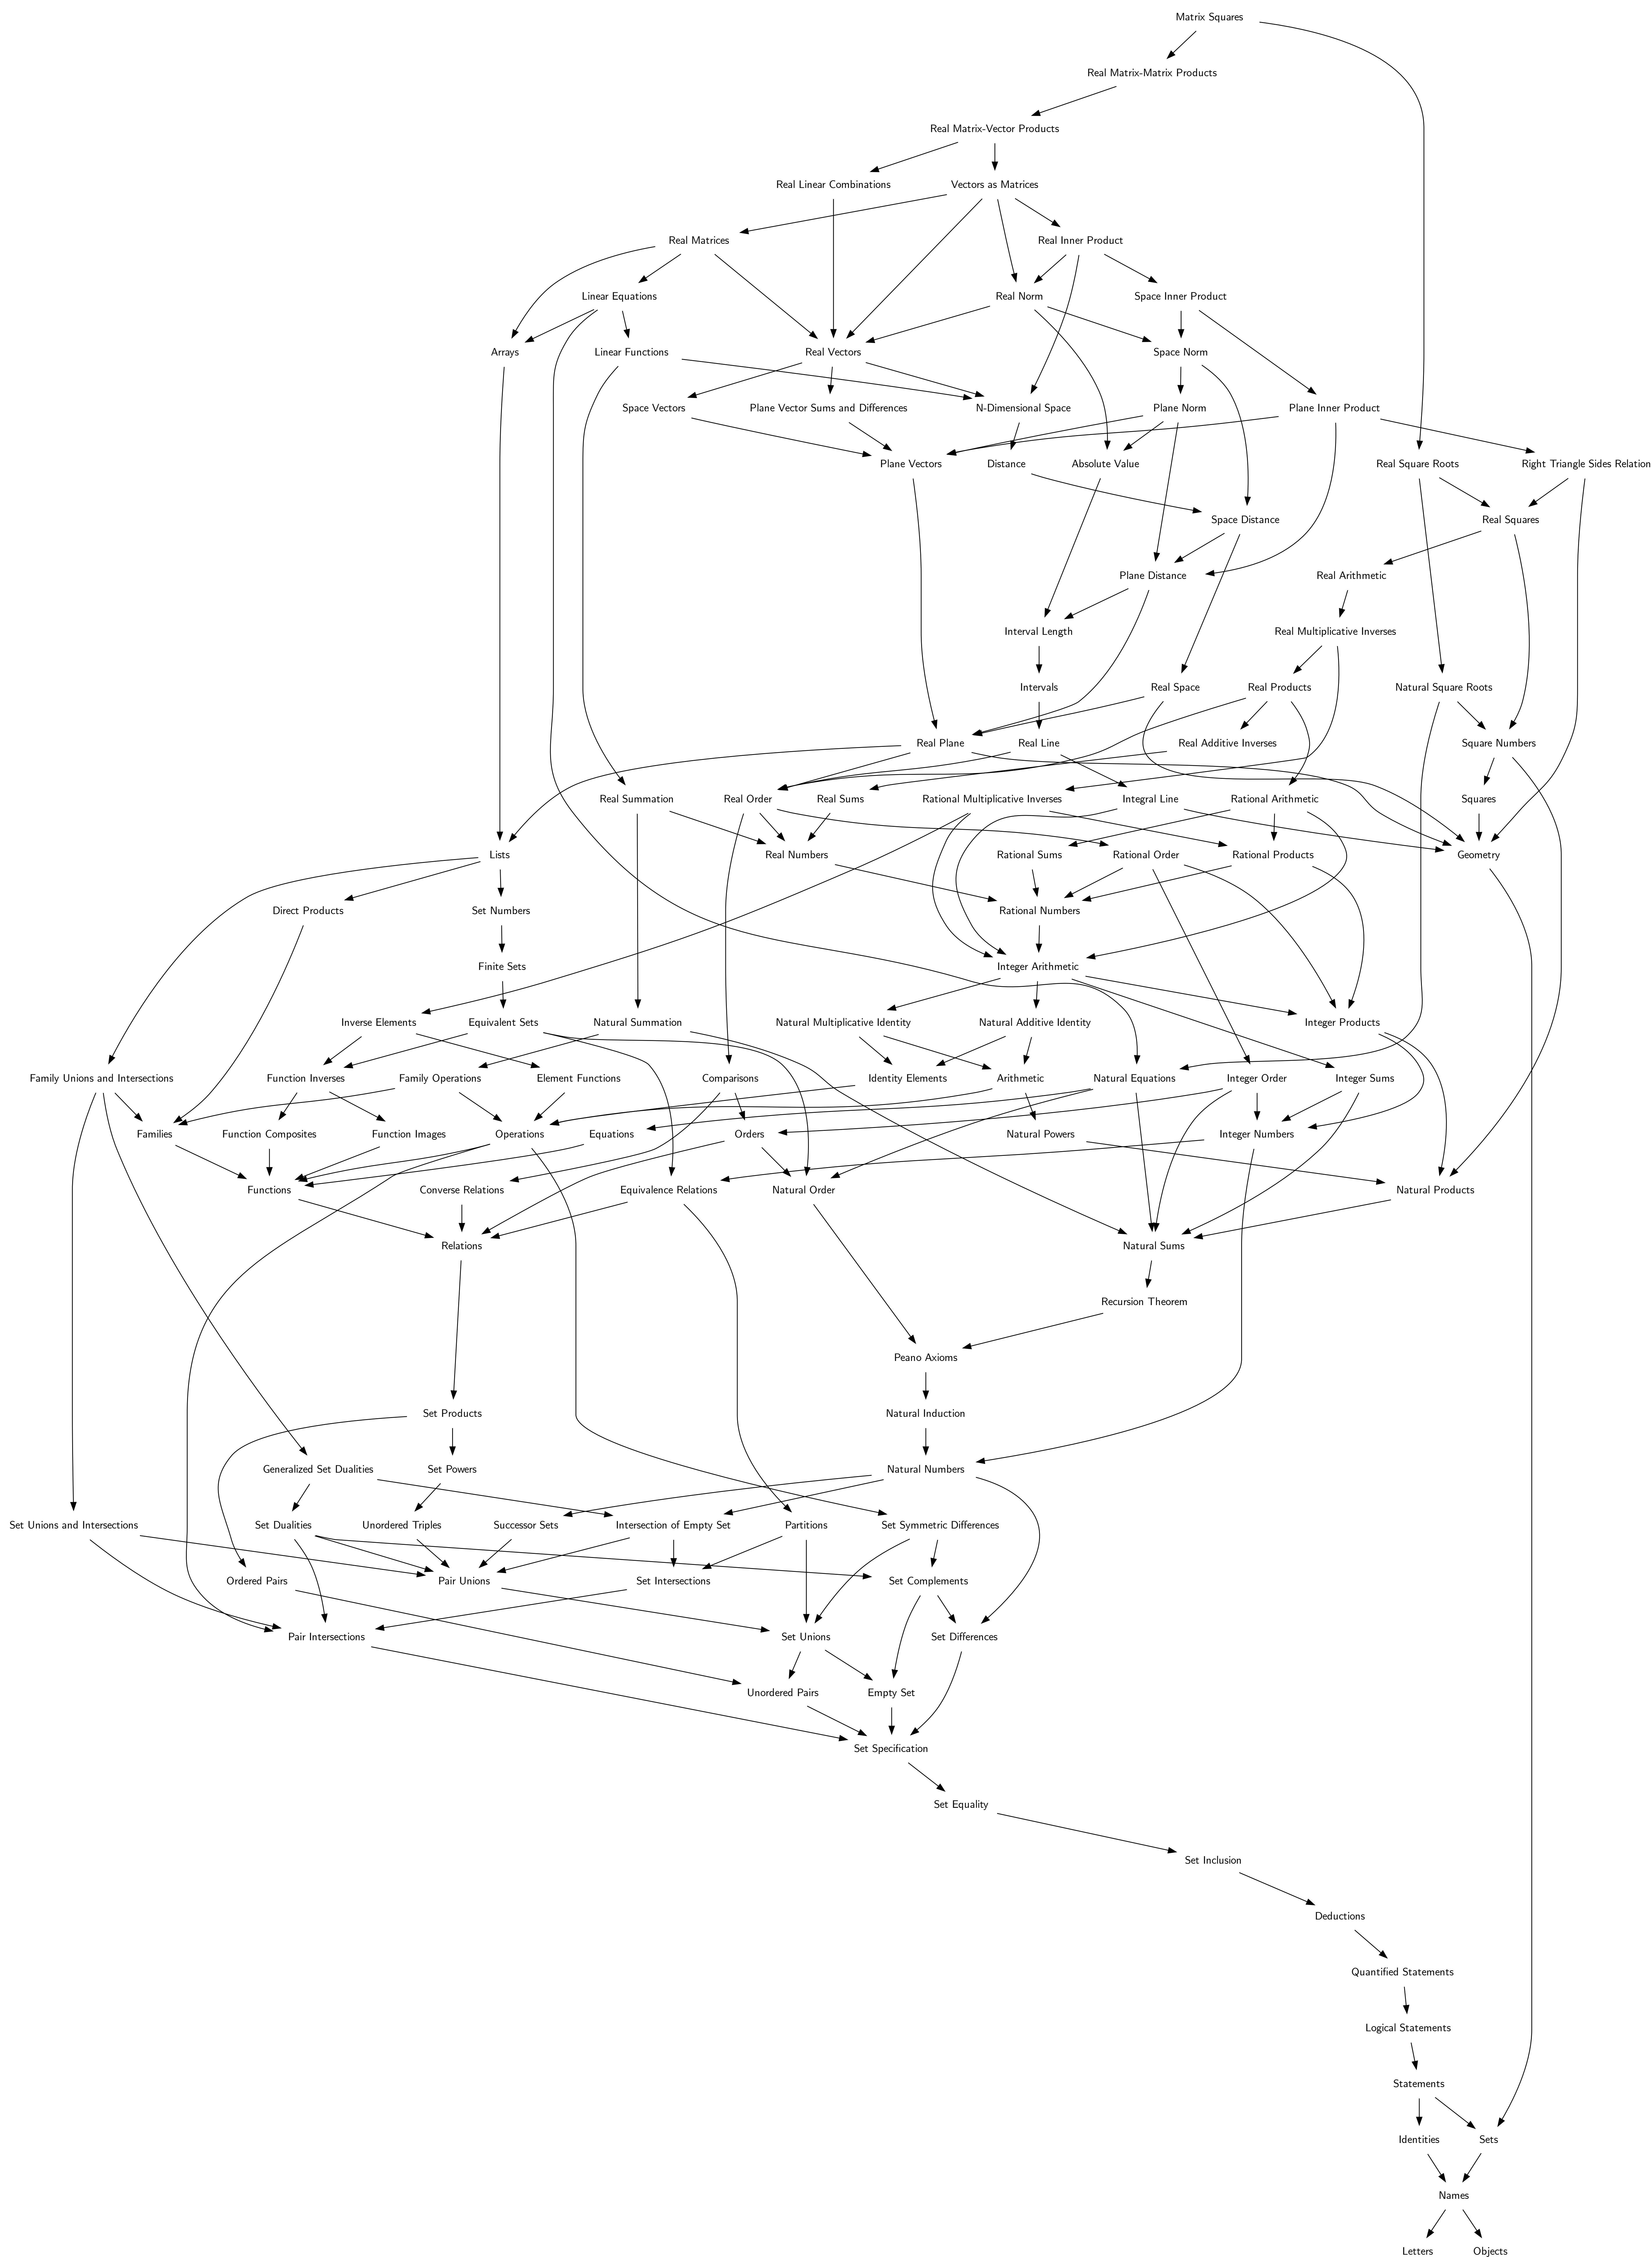 Matrix Squares
Real Matrix-Matrix Products
Real Matrix-Vector Products
Real Linear Combinations
Vectors as Matrices
Real Matrices
Real Inner Product
Linear Equations
Real Norm
Space Inner Product
Arrays
Linear Functions
Real Vectors
Space Norm
Space Vectors
Plane Vector Sums and Differences
N-Dimensional Space
Plane Norm
Plane Inner Product
Plane Vectors
Distance
Absolute Value
Real Square Roots
Right Triangle Sides Relation
Space Distance
Real Squares
Plane Distance
Real Arithmetic
Interval Length
Real Multiplicative Inverses
Intervals
Real Space
Real Products
Natural Square Roots
Real Plane
Real Line
Real Additive Inverses
Square Numbers
Real Summation
Real Order
Real Sums
Rational Multiplicative Inverses
Integral Line
Rational Arithmetic
Squares
Lists
Real Numbers
Rational Sums
Rational Order
Rational Products
Geometry
Direct Products
Set Numbers
Rational Numbers
Finite Sets
Integer Arithmetic
Inverse Elements
Equivalent Sets
Natural Summation
Natural Multiplicative Identity
Natural Additive Identity
Integer Products
Family Unions and Intersections
Function Inverses
Family Operations
Element Functions
Comparisons
Identity Elements
Arithmetic
Natural Equations
Integer Order
Integer Sums
Families
Function Composites
Function Images
Operations
Equations
Orders
Natural Powers
Integer Numbers
Functions
Converse Relations
Equivalence Relations
Natural Order
Natural Products
Relations
Natural Sums
Recursion Theorem
Peano Axioms
Set Products
Natural Induction
Generalized Set Dualities
Set Powers
Natural Numbers
Set Unions and Intersections
Set Dualities
Unordered Triples
Successor Sets
Intersection of Empty Set
Partitions
Set Symmetric Differences
Ordered Pairs
Pair Unions
Set Intersections
Set Complements
Pair Intersections
Set Unions
Set Differences
Unordered Pairs
Empty Set
Set Specification
Set Equality
Set Inclusion
Deductions
Quantified Statements
Logical Statements
Statements
Identities
Sets
Names
Letters
Objects